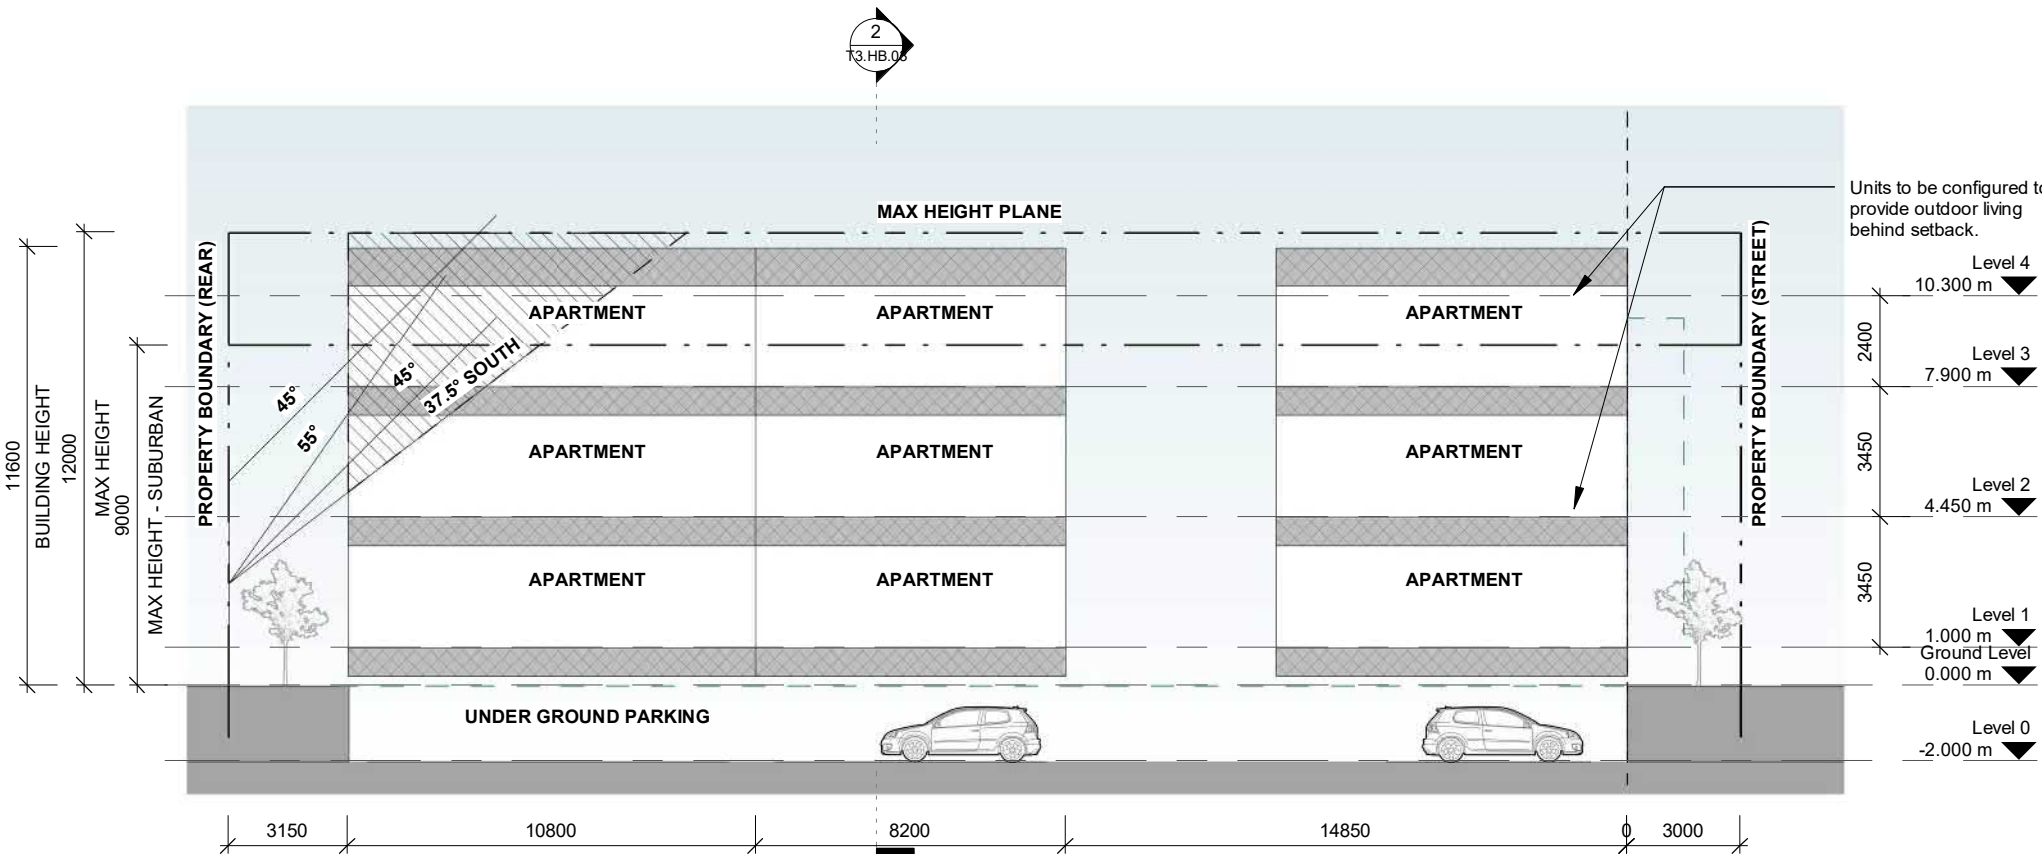 2
T3.HB.03
MAX HEIGHT PLANE
Units to be configured to
provide outdoor living
behind setback.
PROPERTY BOUNDARY (REAR)
PROPERTY BOUNDARY (STREET)
11600
BUILDING HEIGHT
12000
MAX HEIGHT
9000
MAX HEIGHT - SUBURBAN
45°
55°
45°
37.5° SOUTH
APARTMENT
APARTMENT
APARTMENT
APARTMENT
APARTMENT
APARTMENT
APARTMENT
APARTMENT
APARTMENT
Level 4
10.300 m
2400
Level 3
7.900 m
3450
Level 2
4.450 m
3450
Level 1
1.000 m
Ground Level
0.000 m
Level 0
-2.000 m
UNDER GROUND PARKING
3150
10800
8200
14850
0
3000